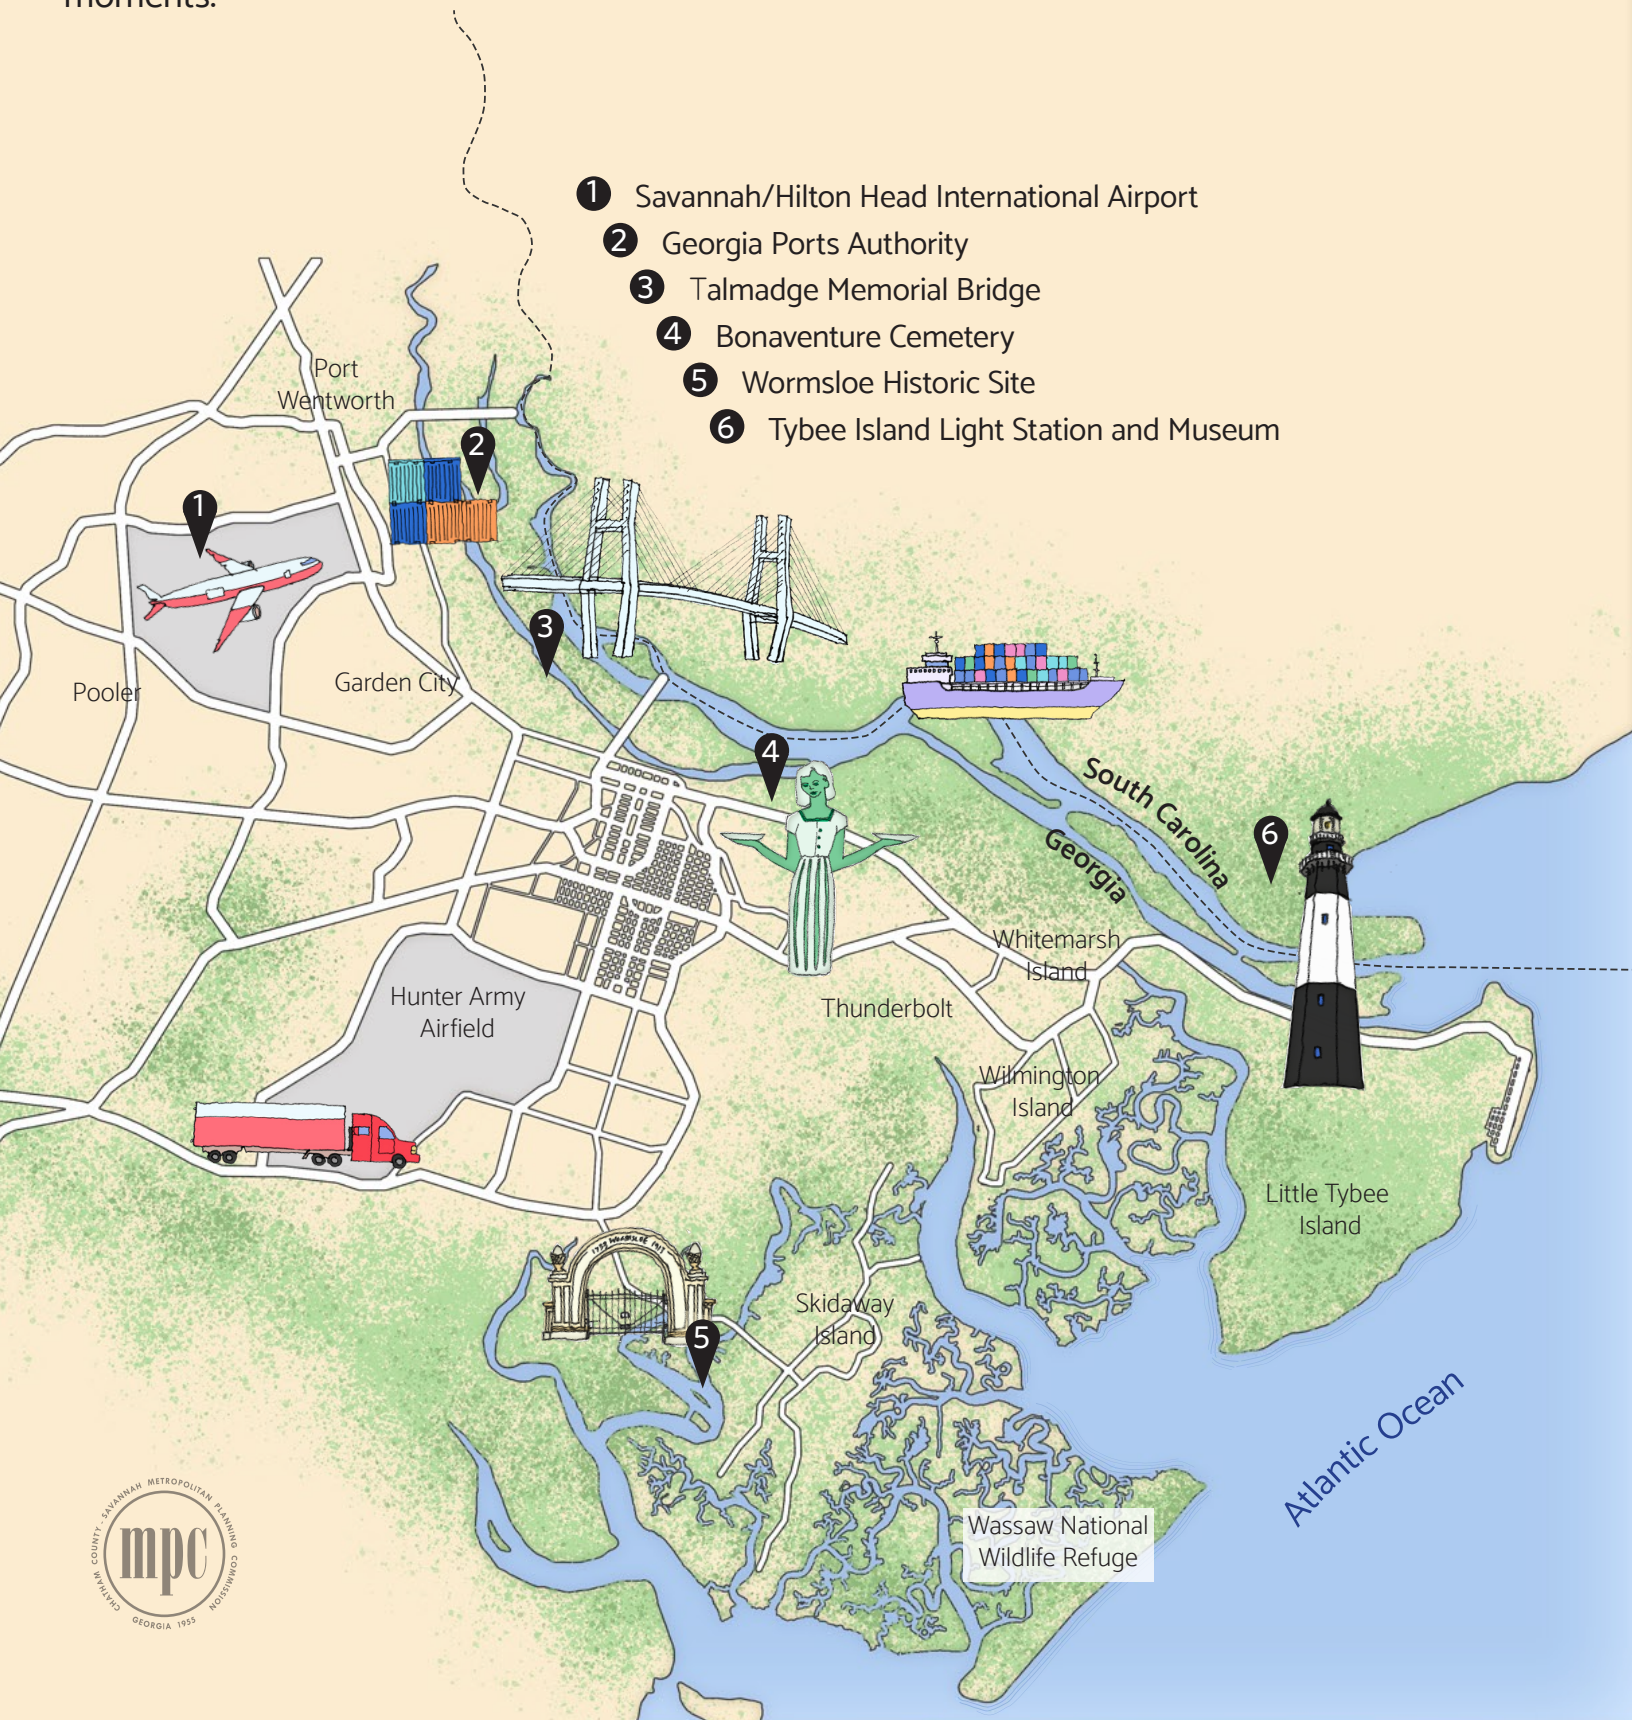 moments.
1 Savannah/Hilton Head International Airport
2 Georgia Ports Authority
3 Talmadge Memorial Bridge
4 Bonaventure Cemetery
5 Wormsloe Historic Site
6 Tybee Island Light Station and Museum
Port
Wentworth
2
1
3
Pooler
Garden City
4
South Carolina
Georgia
6
Whitemarsh
Island
Hunter Army
Airfield
Thunderbolt
Wilmington
Island
Little Tybee
Island
1733 WORMSLOE 1913
Skidaway
Island
5
Atlantic Ocean
Wassaw National
Wildlife Refuge
CHATHAM COUNTY - SAVANNAH METROPOLITAN PLANNING COMMISSION
mpc
GEORGIA 1955